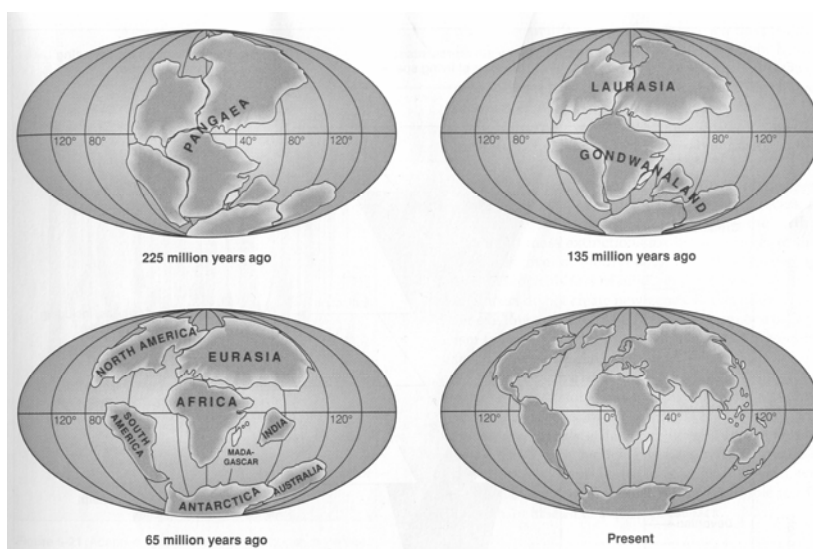 PANGAEA
120° 80° 40°
225 million years ago
LAURASIA
GONDWANALAND
120° 80° 80° 120°
135 million years ago
NORTH AMERICA
EURASIA
AFRICA
SOUTH AMERICA
INDIA
MADA-
GASCAR
ANTARCTICA
AUSTRALIA
120° 80° 120°
65 million years ago
120° 0° 40° 120°
Present